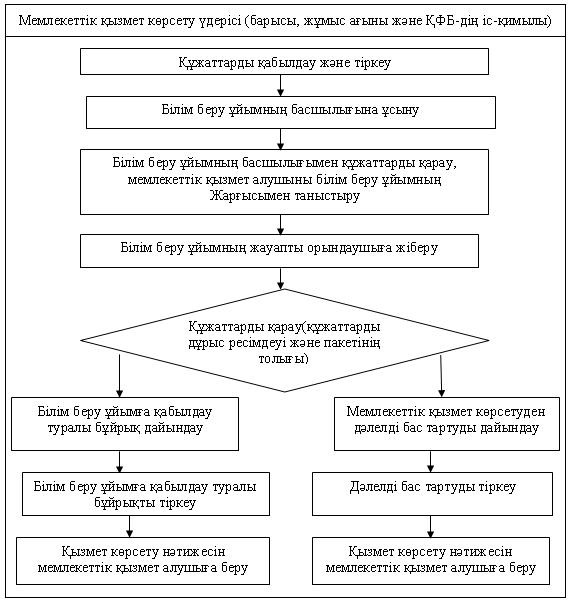 Мемлекеттік қызмет көрсету үдерісі (барысы, жұмыс ағыны және ҚФБ-дің іс-қимылы)
Құжаттарды қабылдау және тіркеу
Білім беру ұйымның басшылығына ұсыну
Білім беру ұйымның басшылығымен құжаттарды қарау,
мемлекеттік қызмет алушыны білім беру ұйымның
Жарғысымен таныстыру
Білім беру ұйымның жауапты орындаушыға жіберу
Құжаттарды қарау(құжаттарды
дұрыс ресімдеуі және пакетінің
толығы)
Білім беру ұйымға қабылдау
туралы бұйрық дайындау
Білім беру ұйымға қабылдау туралы
бұйрықты тіркеу
Қызмет көрсету нәтижесін
мемлекеттік қызмет алушыға беру
Мемлекеттік қызмет көрсетуден
дәлелді бас тартуды дайындау
Дәлелді бас тартуды тіркеу
Қызмет көрсету нәтижесін
мемлекеттік қызмет алушыға беру